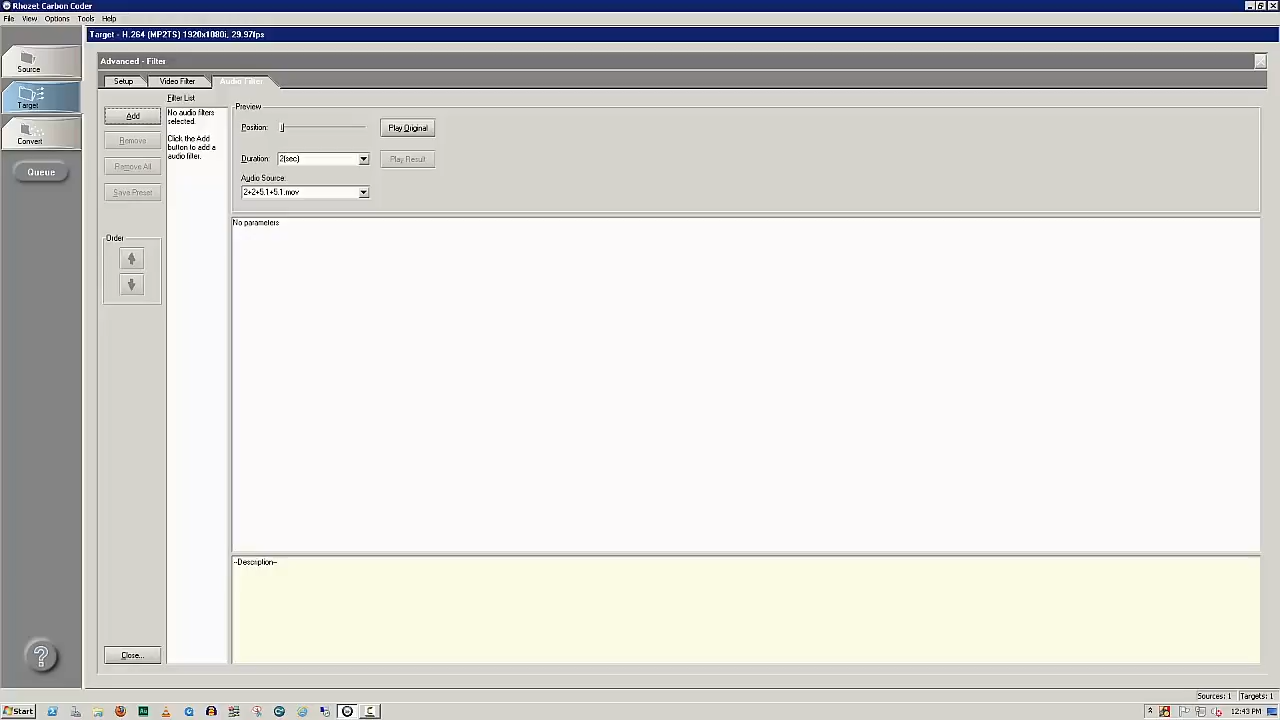 Rhozet Carbon Coder
File View Options Tools Help
Target - H.264 (MP2TS) 1920x1080i, 29.97fps
Advanced - Filter
Setup Video Filter Audio Filter
Source
Target
Convert
Queue
Add
Remove
Remove All
Save Preset
Order
Close...
Filter List
No audio filters
selected.
Click the Add
button to add a
audio filter.
Preview
Position: Play Original
Duration: 2(sec) Play Result
Audio Source:
2+2+5.1+5.1.mov
No parameters
--Description--
?
Sources: 1 Targets: 1
Start 12:43 PM